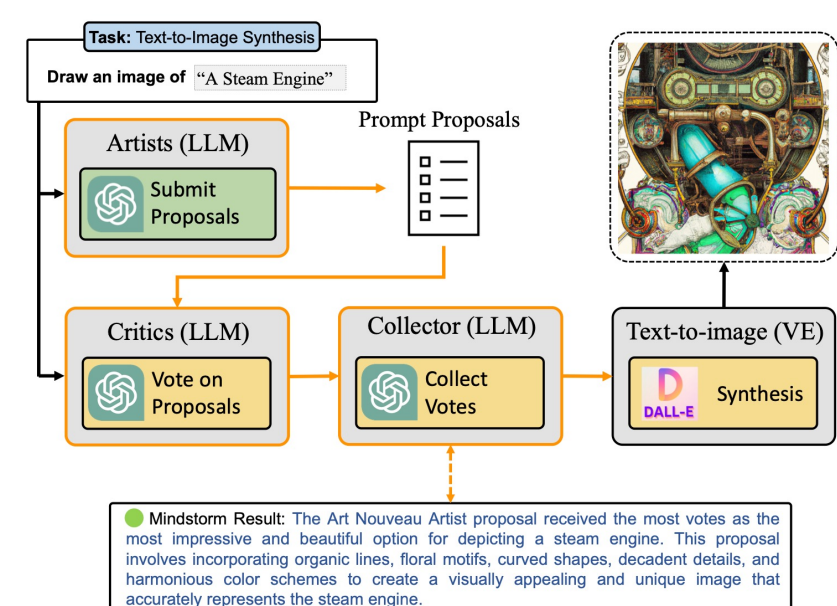 Task: Text-to-Image Synthesis
Draw an image of “A Steam Engine”
Artists (LLM)
Submit
Proposals
Prompt Proposals
Critics (LLM)
Vote on
Proposals
Collector (LLM)
Collect
Votes
Text-to-image (VE)
DALL-E
Synthesis
Mindstorm Result: The Art Nouveau Artist proposal received the most votes as the
most impressive and beautiful option for depicting a steam engine. This proposal
involves incorporating organic lines, floral motifs, curved shapes, decadent details, and
harmonious color schemes to create a visually appealing and unique image that
accurately represents the steam engine.